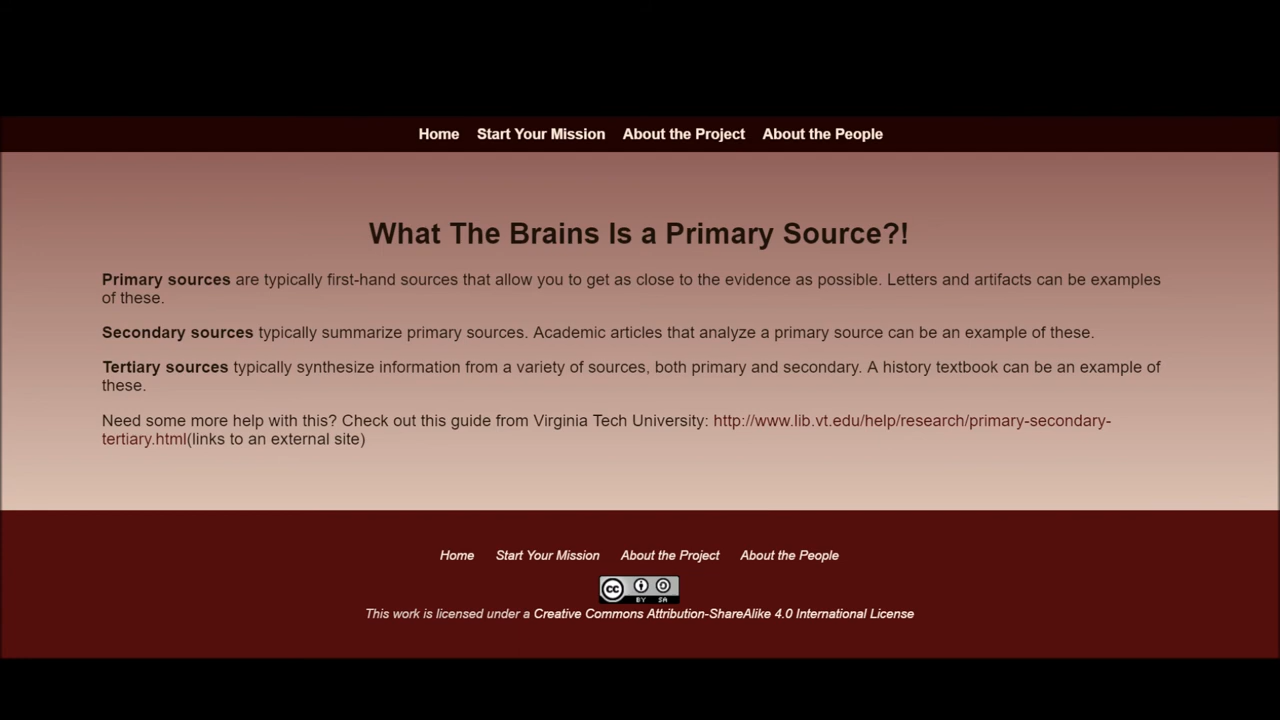 Home Start Your Mission About the Project About the People
What The Brains Is a Primary Source?!
Primary sources are typically first-hand sources that allow you to get as close to the evidence as possible. Letters and artifacts can be examples
of these.
Secondary sources typically summarize primary sources. Academic articles that analyze a primary source can be an example of these.
Tertiary sources typically synthesize information from a variety of sources, both primary and secondary. A history textbook can be an example of
these.
Need some more help with this? Check out this guide from Virginia Tech University: http://www.lib.vt.edu/help/research/primary-secondary-
tertiary.html(links to an external site)
Home Start Your Mission About the Project About the People
cc BY SA
This work is licensed under a Creative Commons Attribution-ShareAlike 4.0 International License